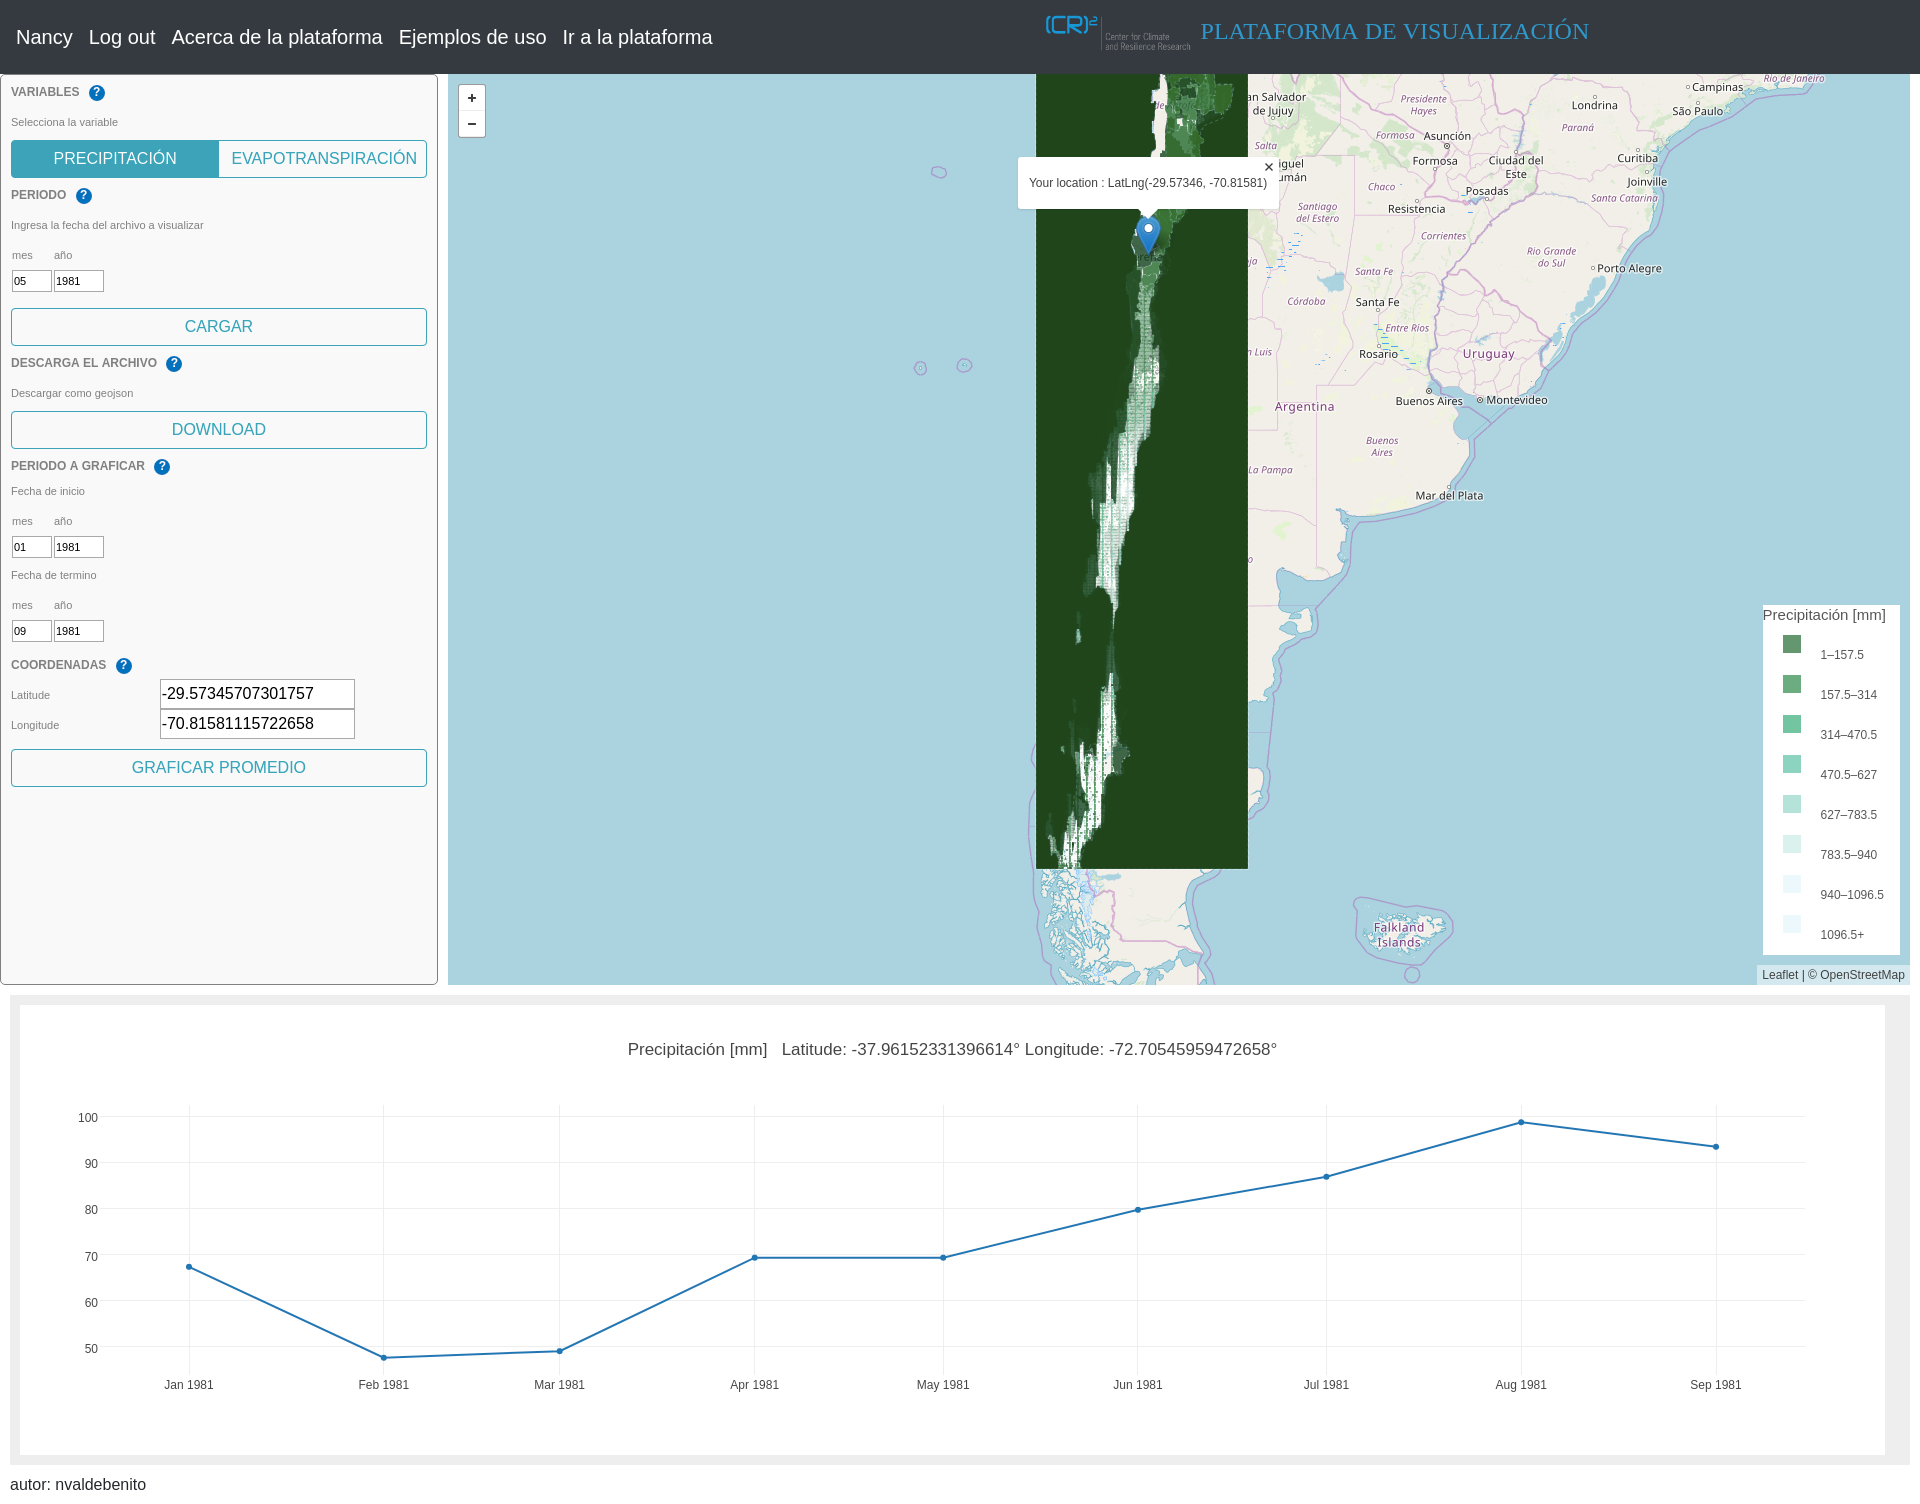 Nancy Log out Acerca de la plataforma Ejemplos de uso Ir a la plataforma
(CR)2 Center for Climate
and Resilience Research
PLATAFORMA DE VISUALIZACIÓN
VARIABLES ?
Selecciona la variable
PRECIPITACIÓN EVAPOTRANSPIRACIÓN
PERIODO ?
Ingresa la fecha del archivo a visualizar
mes año
05 1981
CARGAR
DESCARGA EL ARCHIVO ?
Descargar como geojson
DOWNLOAD
PERIODO A GRAFICAR ?
Fecha de inicio
mes año
01 1981
Fecha de termino
mes año
09 1981
COORDENADAS ?
Latitude -29.57345707301757
Longitude -70.81581115722658
GRAFICAR PROMEDIO
+
−
Your location : LatLng(-29.57346, -70.81581)
×
an Salvador
de Jujuy
Presidente
Hayes
Londrina
Campinas
Rio de Janeiro
São Paulo
Paraná
Formosa
Asunción
Salta
iguel
umán
Formosa
Ciudad del
Este
Curitiba
Joinville
Chaco
Posadas
Santa Catarina
Santiago
del Estero
Resistencia
Corrientes
Rio Grande
do Sul
Porto Alegre
Santa Fe
Córdoba
Santa Fe
Entre Ríos
n Luis
Rosario
Uruguay
Argentina
Buenos Aires
Montevideo
Buenos
Aires
La Pampa
Mar del Plata
Falkland
Islands
Precipitación [mm]
1–157.5
157.5–314
314–470.5
470.5–627
627–783.5
783.5–940
940–1096.5
1096.5+
Leaflet | © OpenStreetMap
Precipitación [mm] Latitude: -37.96152331396614° Longitude: -72.70545959472658°
100
90
80
70
60
50
Jan 1981 Feb 1981 Mar 1981 Apr 1981 May 1981 Jun 1981 Jul 1981 Aug 1981 Sep 1981
autor: nvaldebenito